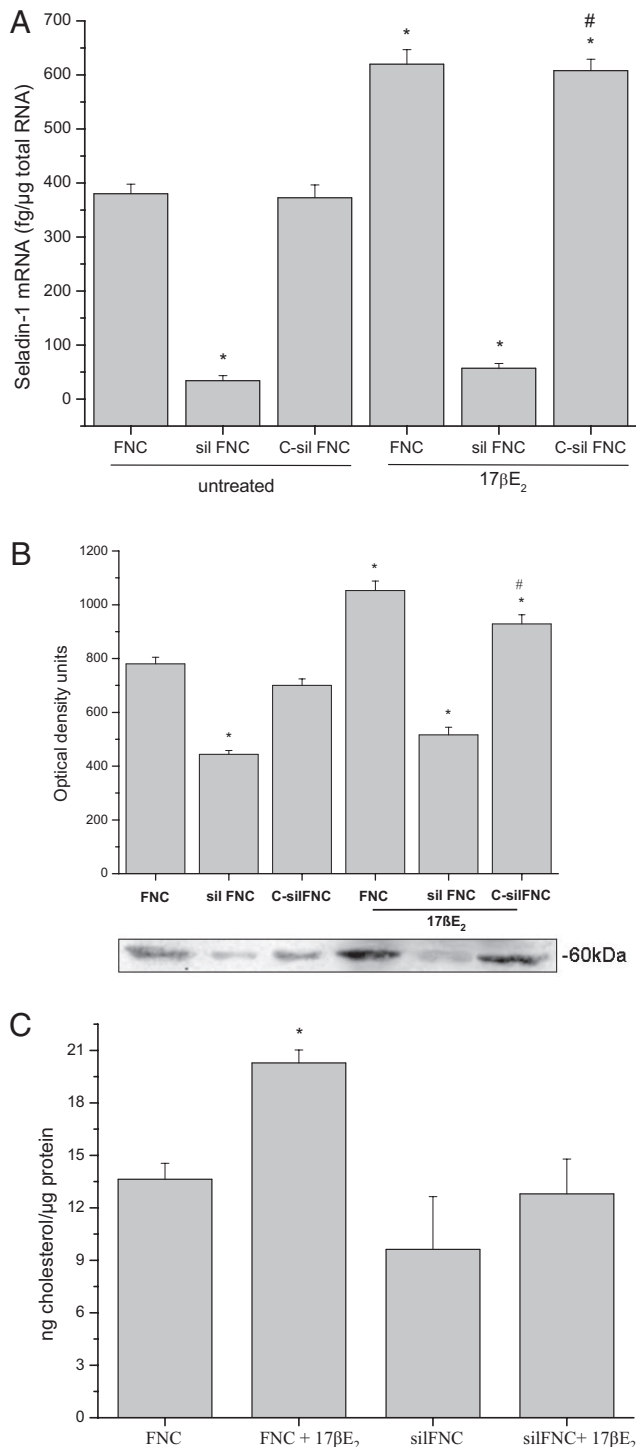 A
700
600
500
400
300
200
100
0
Seladin-1 mRNA (fg/µg total RNA)
*
*
*
*
#
*
FNC sil FNC C-sil FNC FNC sil FNC C-sil FNC
untreated 17βE₂
B
1200
1000
800
600
400
200
0
Optical density units
*
*
*
#
*
FNC sil FNC C-silFNC FNC sil FNC C-silFNC
17ßE₂
-60kDa
C
21
18
15
12
9
6
3
0
ng cholesterol/µg protein
*
FNC FNC + 17βE₂ silFNC silFNC+ 17βE₂